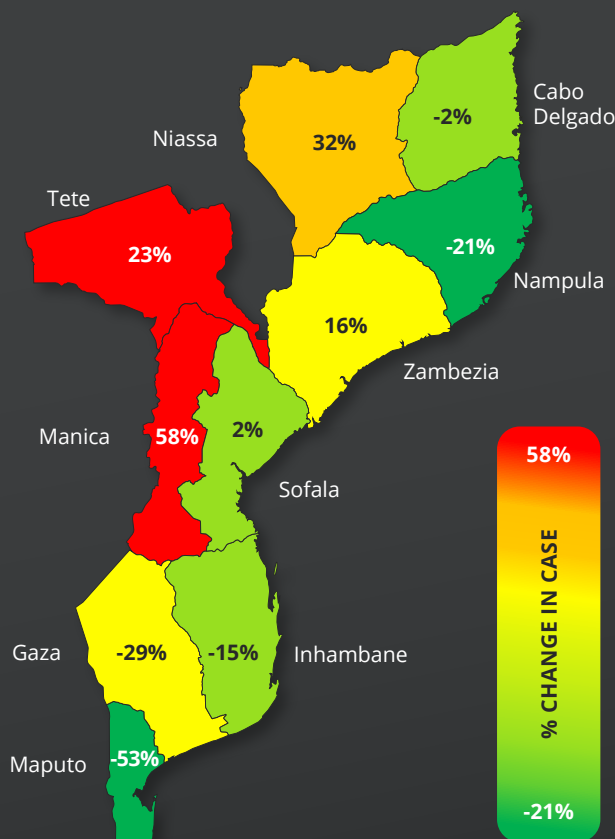 Cabo
Delgado
-2%
Niassa
32%
Tete
23%
-21%
Nampula
16%
Zambezia
Manica
58%
2%
Sofala
58%
% CHANGE IN CASE
-21%
Gaza
-29%
-15%
Inhambane
Maputo
-53%